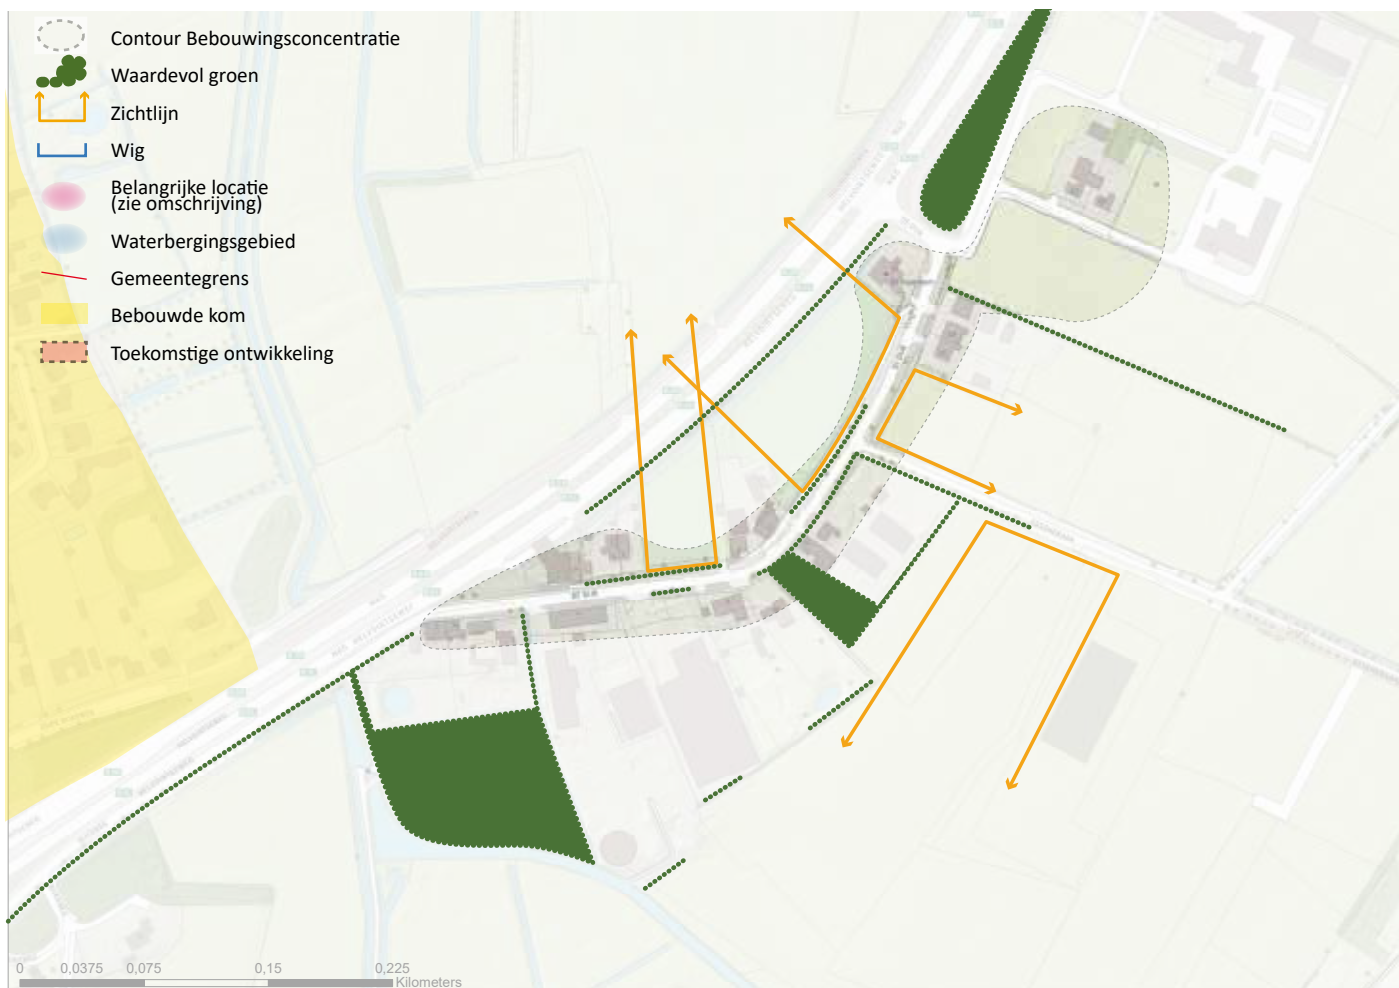 Contour Bebouwingsconcentratie
Waardevol groen
Zichtlijn
Wig
Belangrijke locatie
(zie omschrijving)
Waterbergingsgebied
Gemeentegrens
Bebouwde kom
Toekomstige ontwikkeling
0 0,0375 0,075 0,15 0,225
Kilometers